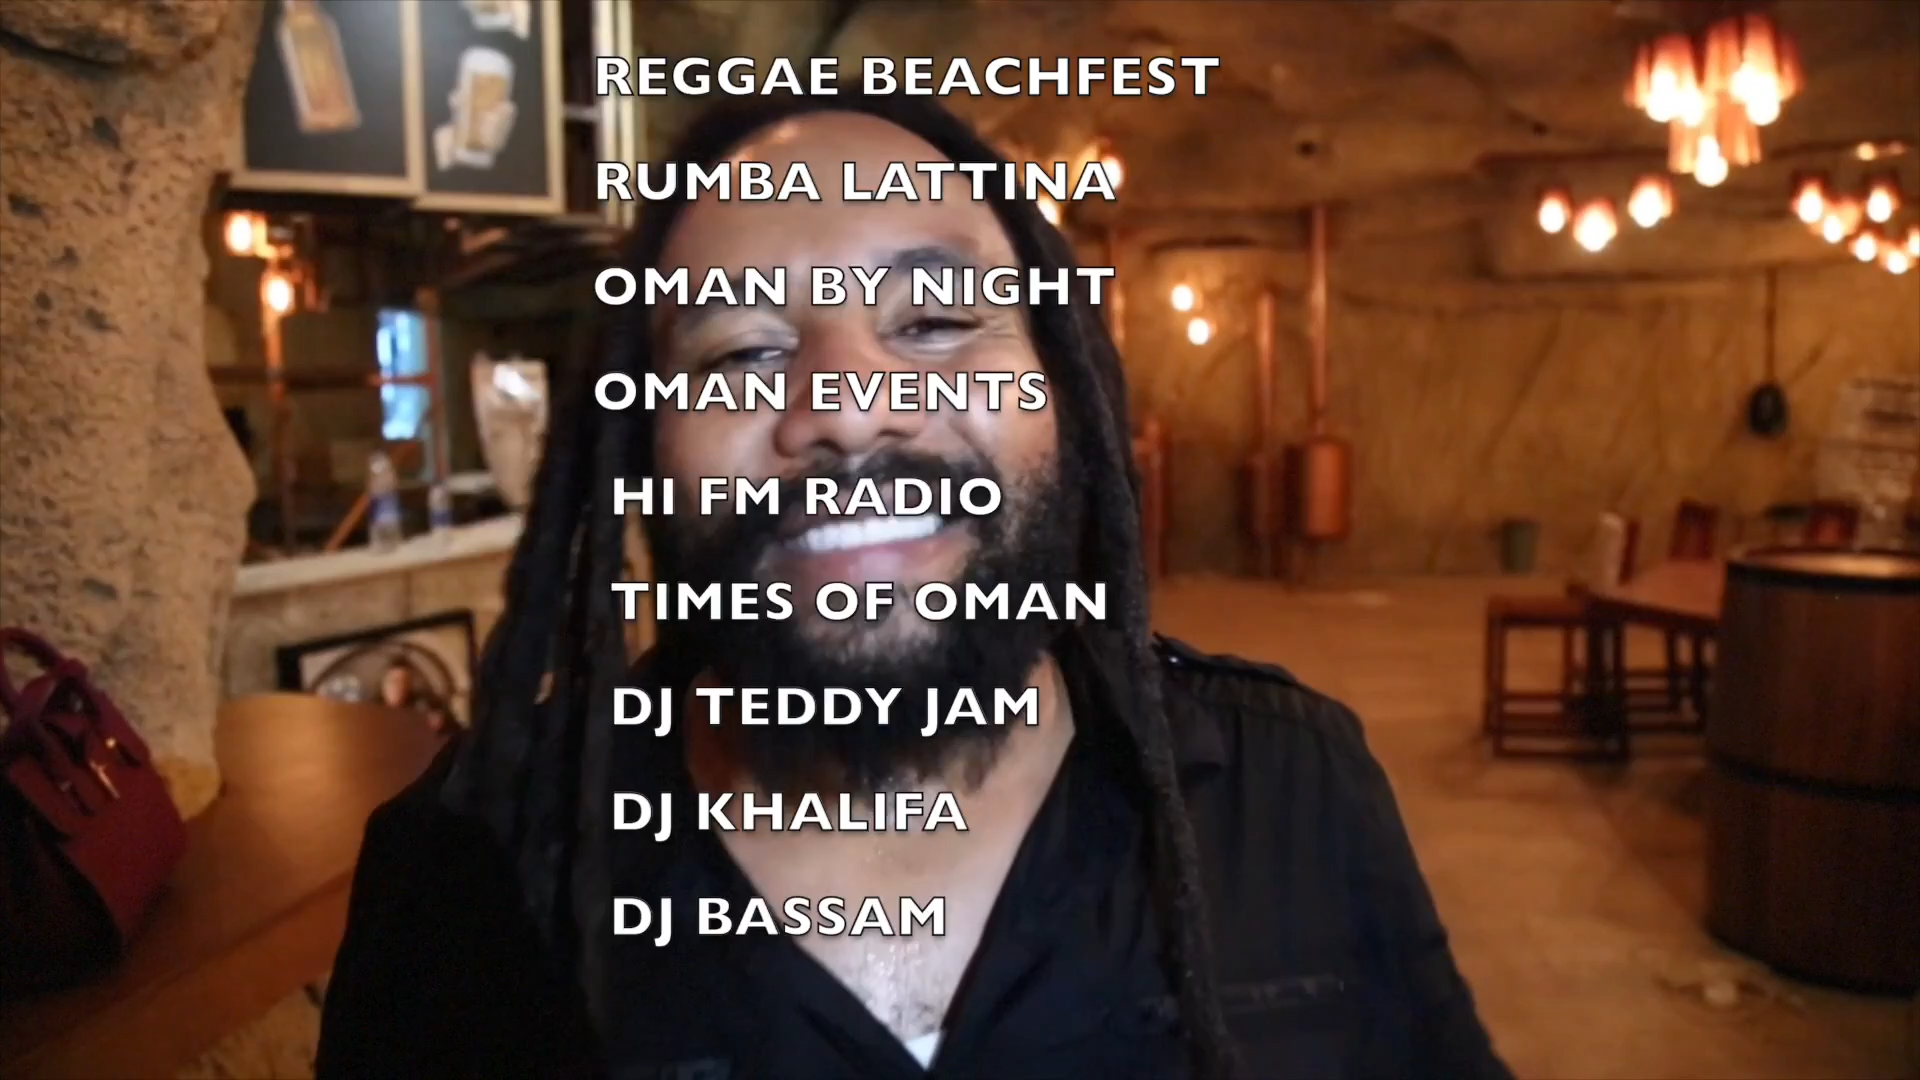 REGGAE BEACHFEST
RUMBA LATTINA
OMAN BY NIGHT
OMAN EVENTS
HI FM RADIO
TIMES OF OMAN
DJ TEDDY JAM
DJ KHALIFA
DJ BASSAM